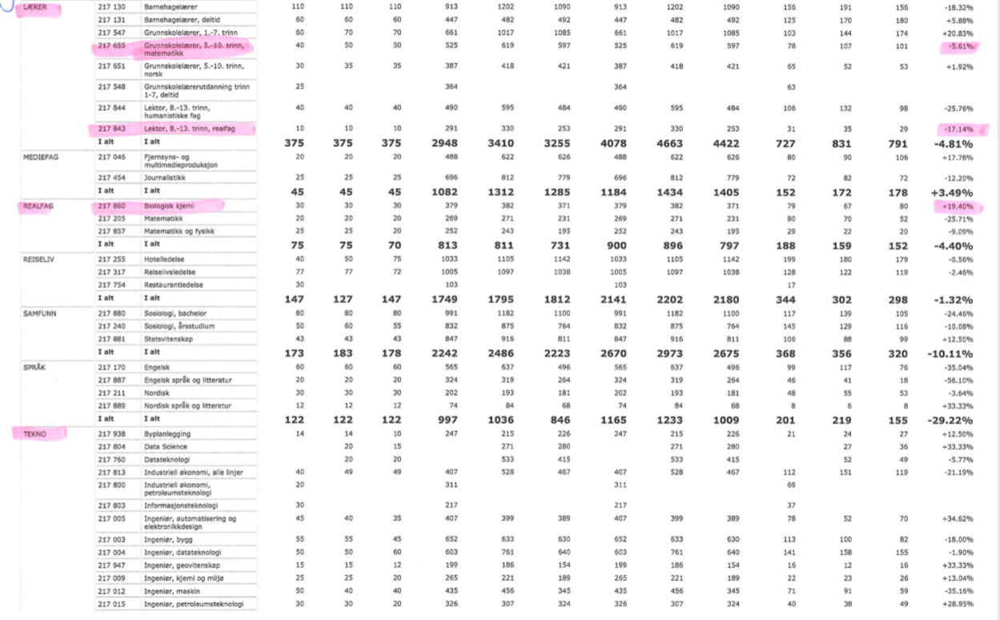 LÆRER 217 130 Barnehagelærer 110 110 110 913 1202 1090 913 1202 1090 156 191 156 -18.32%
217 131 Barnehagelærer, deltid 60 60 60 447 482 492 447 482 492 125 170 180 +5.88%
217 547 Grunnskolelærer, 1.-7. trinn 60 70 70 661 1017 1085 661 1017 1085 103 144 174 +20.83%
217 655 Grunnskolelærer, 5.-10. trinn, 40 50 50 525 619 597 525 619 597 78 107 101 -5.61%
matematikk
217 651 Grunnskolelærer, 5.-10. trinn, 30 35 35 387 418 421 387 418 421 65 52 53 +1.92%
norsk
217 548 Grunnskolelærerutdanning trinn 25 364 364 63
1-7, deltid
217 844 Lektor, 8.-13. trinn, 40 40 40 490 595 484 490 595 484 106 132 98 -25.76%
humanistiske fag
217 843 Lektor, 8.-13. trinn, realfag 10 10 10 291 330 253 291 330 253 31 35 29 -17.14%
I alt I alt 375 375 375 2948 3410 3255 4078 4663 4422 727 831 791 -4.81%
MEDIEFAG 217 046 Fjernsyns- og 20 20 20 488 622 626 488 622 626 80 90 106 +17.78%
multimedieproduksjon
217 454 Journalistikk 25 25 25 696 812 779 696 812 779 72 82 72 -12.20%
I alt I alt 45 45 45 1082 1312 1285 1184 1434 1405 152 172 178 +3.49%
REALFAG 217 860 Biologisk kjemi 30 30 30 379 382 371 379 382 371 79 67 80 +19.40%
217 205 Matematikk 20 20 20 269 271 231 269 271 231 80 70 52 -25.71%
217 857 Matematikk og fysikk 25 25 20 252 243 195 252 243 195 29 22 20 -9.09%
I alt I alt 75 75 70 813 811 731 900 896 797 188 159 152 -4.40%
REISELIV 217 255 Hotelledelse 40 50 75 1033 1105 1142 1033 1105 1142 199 180 179 -0.56%
217 317 Reiselivsledelse 77 77 72 1005 1097 1038 1005 1097 1038 128 122 119 -2.46%
217 754 Restaurantledelse 30 103 103 17
I alt I alt 147 127 147 1749 1795 1812 2141 2202 2180 344 302 298 -1.32%
SAMFUNN 217 880 Sosiologi, bachelor 80 80 80 991 1182 1100 991 1182 1100 117 139 105 -24.46%
217 240 Sosiologi, årsstudium 50 60 55 832 875 764 832 875 764 145 129 116 -10.08%
217 881 Statsvitenskap 43 43 43 847 916 811 847 916 811 106 88 99 +12.50%
I alt I alt 173 183 178 2242 2486 2223 2670 2973 2675 368 356 320 -10.11%
SPRÅK 217 170 Engelsk 60 60 60 565 637 496 565 637 496 99 117 76 -35.04%
217 887 Engelsk språk og litteratur 20 20 20 324 319 264 324 319 264 46 41 18 -56.10%
217 211 Nordisk 30 30 30 202 193 181 202 193 181 48 55 53 -3.64%
217 889 Nordisk språk og litteratur 12 12 12 74 84 68 74 84 68 8 6 8 +33.33%
I alt I alt 122 122 122 997 1036 846 1165 1233 1009 201 219 155 -29.22%
TEKNO 217 938 Byplanlegging 14 14 10 247 215 226 247 215 226 21 24 27 +12.50%
217 804 Data Science 20 15 271 280 271 280 27 36 +33.33%
217 760 Datateknologi 20 20 533 415 533 415 52 49 -5.77%
217 813 Industriell økonomi, alle linjer 40 49 49 407 528 467 407 528 467 112 151 119 -21.19%
217 800 Industriell økonomi, 20 311 311 69
petroleumsteknologi
217 803 Informasjonsteknologi 30 217 217 37
217 005 Ingeniør, automatisering og 45 40 35 407 399 389 407 399 389 78 52 70 +34.62%
elektronikkdesign
217 003 Ingeniør, bygg 55 55 45 652 633 630 652 633 630 113 100 82 -18.00%
217 004 Ingeniør, datateknologi 50 50 60 603 761 640 603 761 640 141 158 155 -1.90%
217 947 Ingeniør, geovitenskap 15 15 12 199 186 154 199 186 154 16 12 16 +33.33%
217 009 Ingeniør, kjemi og miljø 25 25 20 265 221 189 265 221 189 22 23 26 +13.04%
217 012 Ingeniør, maskin 50 40 40 435 456 345 435 456 345 71 91 59 -35.16%
217 015 Ingeniør, petroleumsteknologi 30 30 20 326 307 324 326 307 324 40 38 49 +28.95%